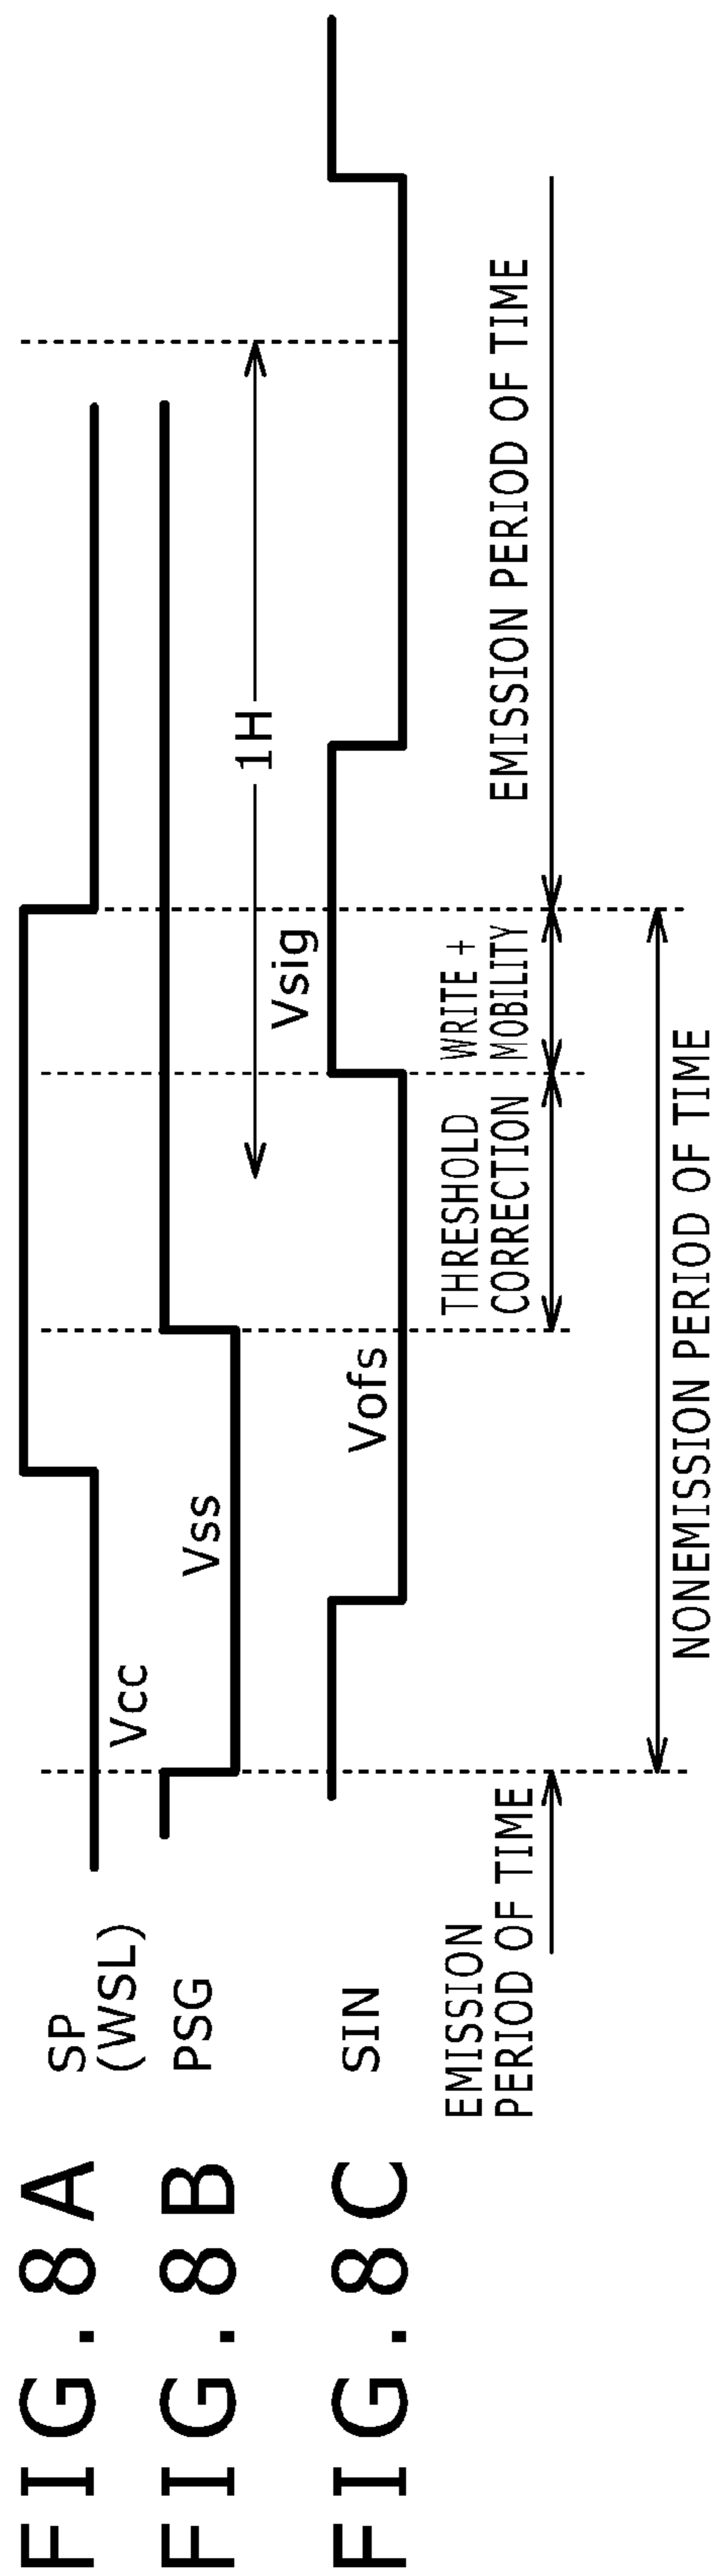 FIG.8A
SP
(WSL)
FIG.8B
PSG
Vcc
Vss
1H
FIG.8C
SIN
Vofs
Vsig
EMISSION
PERIOD OF TIME
THRESHOLD
CORRECTION
WRITE +
MOBILITY
EMISSION PERIOD OF TIME
NONEMISSION PERIOD OF TIME